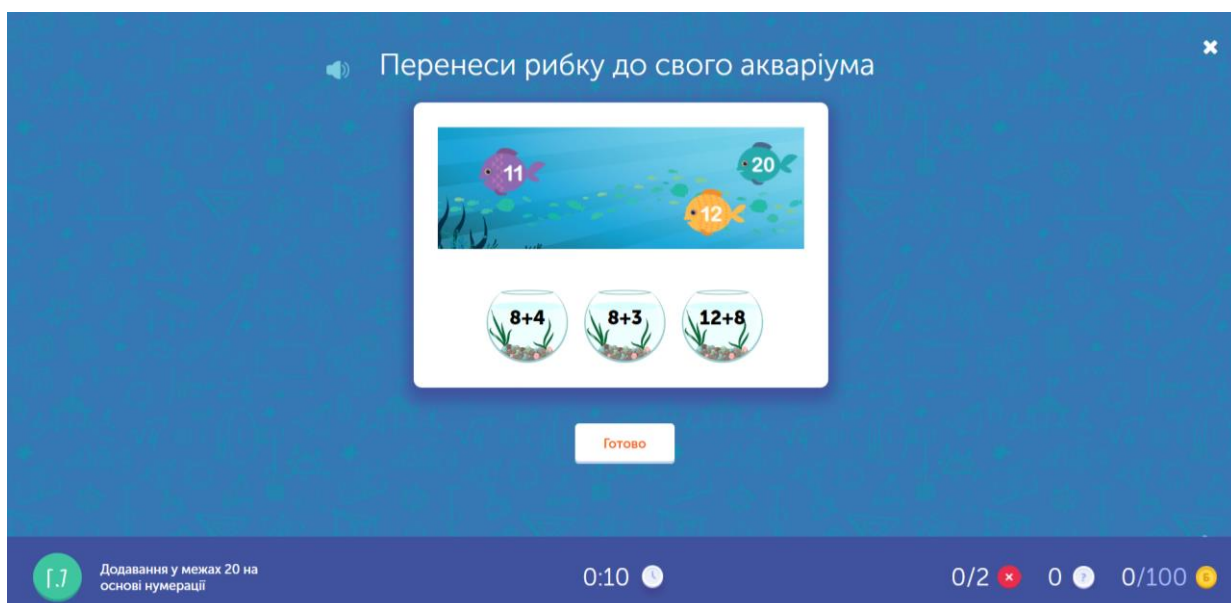 Перенеси рибку до свого акваріума
11
20
12
8+4
8+3
12+8
Готово
Г.7
Додавання у межах 20 на
основі нумерації
0:10
0/2
0
?
0/100
Б